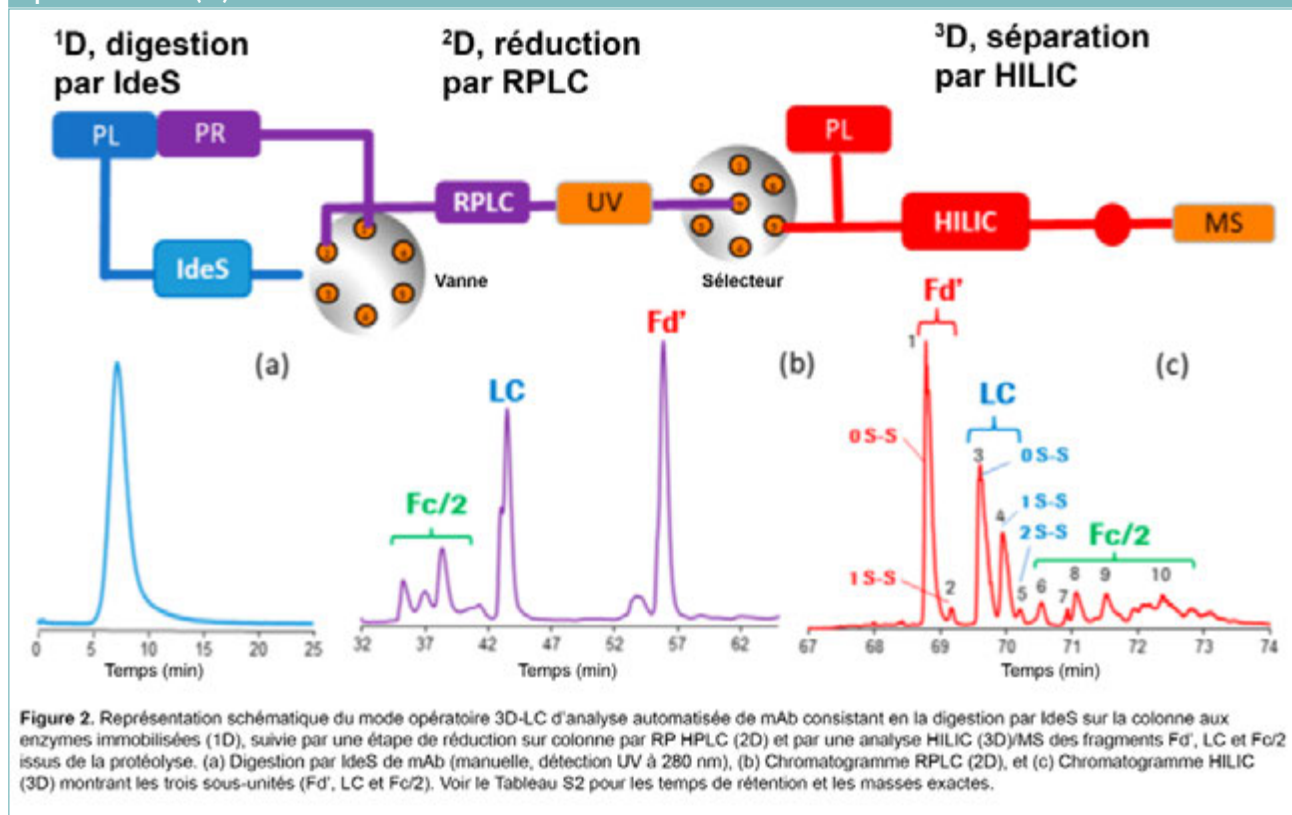 ¹D, digestion
par IdeS
²D, réduction
par RPLC
³D, séparation
par HILIC
PL
PR
PL
RPLC
UV
HILIC
MS
IdeS
Vanne
Sélecteur
(a)
Fc/2
LC
Fd'
(b)
Fd'
(c)
1
LC
0 S-S
3
0 S-S
4
1 S-S
2 S-S
Fc/2
1 S-S
2
5
6
7
8
9
10
0 5 10 15 20 25
Temps (min)
32 37 42 47 52 57 62
Temps (min)
67 68 69 70 71 72 73 74
Temps (min)
Figure 2. Représentation schématique du mode opératoire 3D-LC d'analyse automatisée de mAb consistant en la digestion par IdeS sur la colonne aux
enzymes immobilisées (1D), suivie par une étape de réduction sur colonne par RP HPLC (2D) et par une analyse HILIC (3D)/MS des fragments Fd', LC et Fc/2
issus de la protéolyse. (a) Digestion par IdeS de mAb (manuelle, détection UV à 280 nm), (b) Chromatogramme RPLC (2D), et (c) Chromatogramme HILIC
(3D) montrant les trois sous-unités (Fd', LC et Fc/2). Voir le Tableau S2 pour les temps de rétention et les masses exactes.